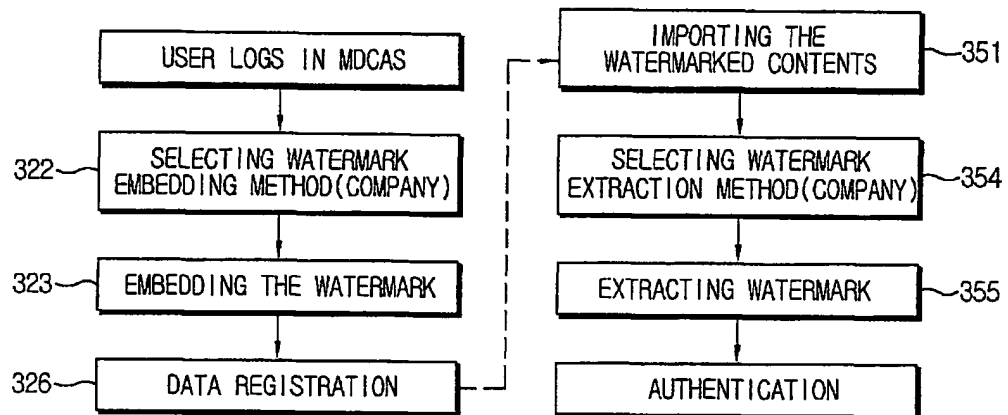 USER LOGS IN MDCAS
322
SELECTING WATERMARK
EMBEDDING METHOD(COMPANY)
323
EMBEDDING THE WATERMARK
326
DATA REGISTRATION
IMPORTING THE
WATERMARKED CONTENTS
351
SELECTING WATERMARK
EXTRACTION METHOD(COMPANY)
354
EXTRACTING WATERMARK
355
AUTHENTICATION